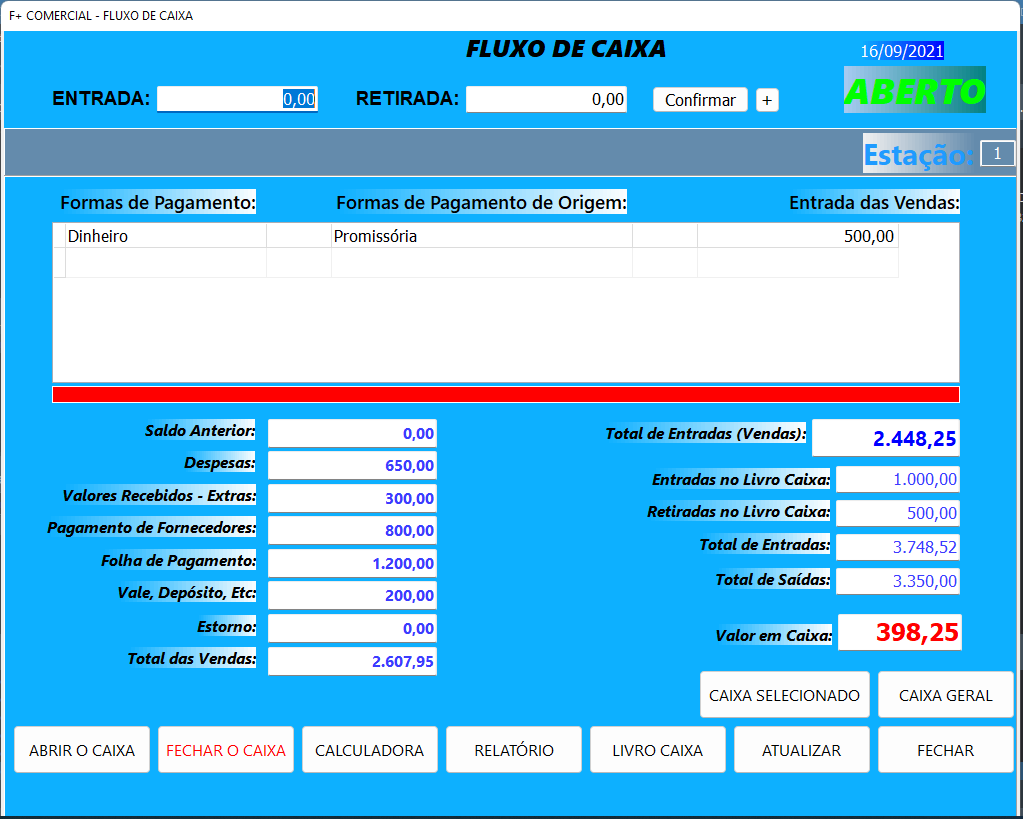 F+ COMERCIAL - FLUXO DE CAIXA
FLUXO DE CAIXA
16/09/2021
ENTRADA: 0,00 RETIRADA: 0,00 Confirmar +
ABERTO
Estação: 1
Formas de Pagamento: Formas de Pagamento de Origem: Entrada das Vendas:
Dinheiro Promissória 500,00
Saldo Anterior: 0,00
Despesas: 650,00
Valores Recebidos - Extras: 300,00
Pagamento de Fornecedores: 800,00
Folha de Pagamento: 1.200,00
Vale, Depósito, Etc: 200,00
Estorno: 0,00
Total das Vendas: 2.607,95
Total de Entradas (Vendas): 2.448,25
Entradas no Livro Caixa: 1.000,00
Retiradas no Livro Caixa: 500,00
Total de Entradas: 3.748,52
Total de Saídas: 3.350,00
Valor em Caixa: 398,25
CAIXA SELECIONADO CAIXA GERAL
ABRIR O CAIXA FECHAR O CAIXA CALCULADORA RELATÓRIO LIVRO CAIXA ATUALIZAR FECHAR